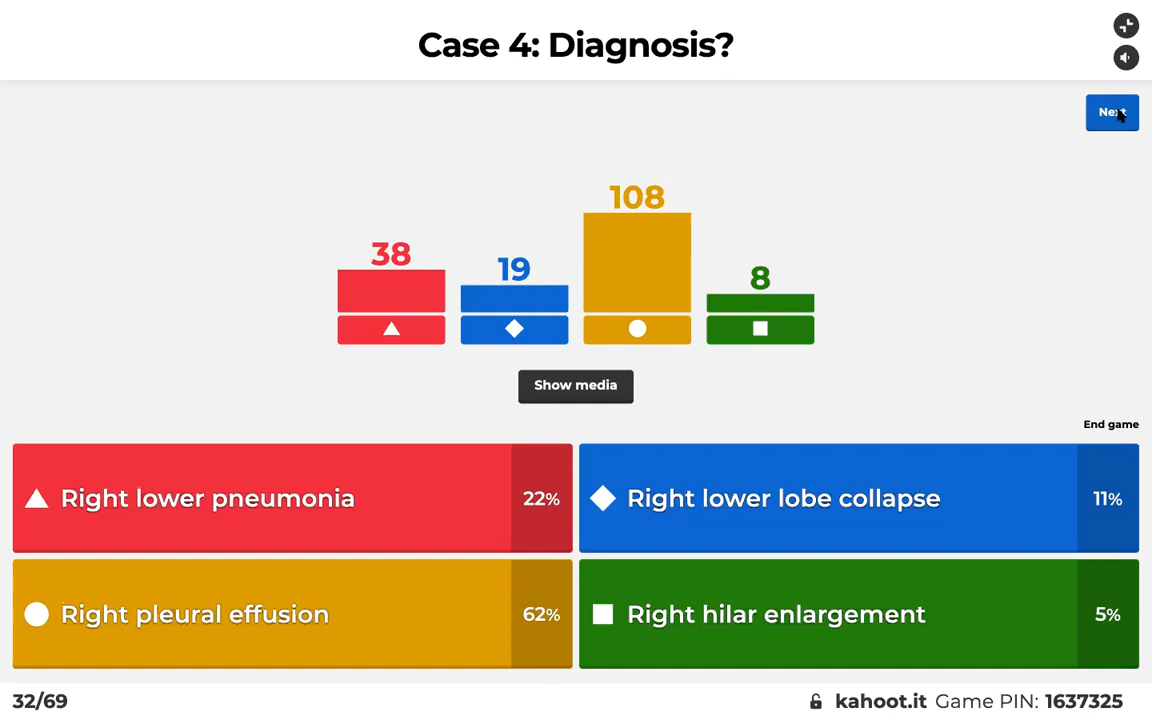 Case 4: Diagnosis?
Next
38
19
108
8
Show media
End game
Right lower pneumonia 22%
Right lower lobe collapse 11%
Right pleural effusion 62%
Right hilar enlargement 5%
32/69
kahoot.it Game PIN: 1637325